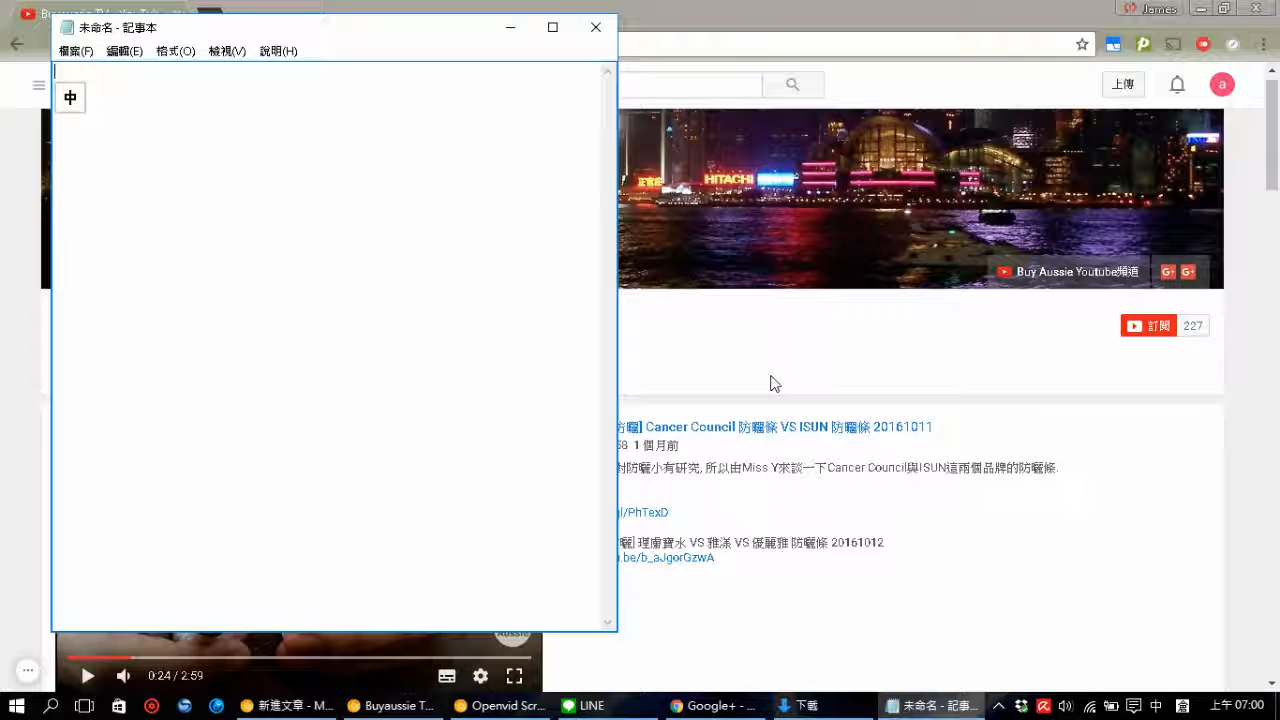 Buyaussie TV - YouTube
James
未命名 - 記事本
檔案(F) 編輯(E) 格式(O) 檢視(V) 說明(H)
中
上傳
a
HITACHI
Buy Aussie Youtube頻道
訂閱 227
防曬] Cancer Council 防曬條 VS ISUN 防曬條 20161011
58 1 個月前
對防曬小有研究, 所以由Miss Y來談一下Cancer Council與ISUN這兩個品牌的防曬條.
gl/PhTexD
曬] 理膚寶水 VS 雅漾 VS 優麗雅 防曬條 20161012
u.be/b_aJgorGzwA
Aussie
0:24 / 2:59
新進文章 - M...
Buyaussie T...
Openvid Scr...
LINE
Google+ - ...
下載
未命名 - 記事...
中
上午 07:00